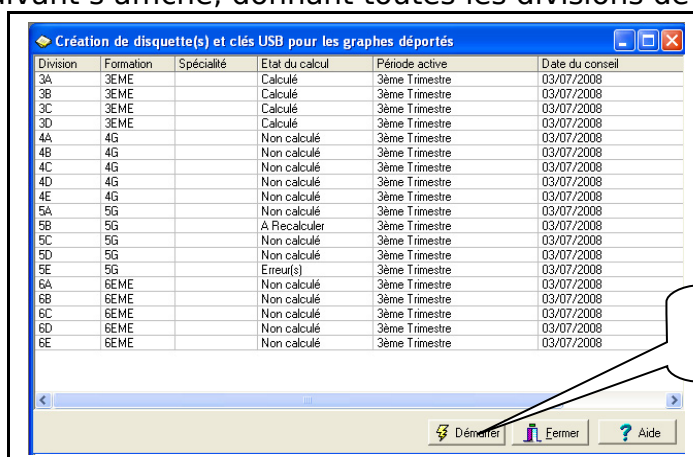 uivant s'affiche, donnant toutes les divisions de
Création de disquette(s) et clés USB pour les graphes déportés
Division Formation Spécialité Etat du calcul Période active Date du conseil
3A 3EME Calculé 3ème Trimestre 03/07/2008
3B 3EME Calculé 3ème Trimestre 03/07/2008
3C 3EME Calculé 3ème Trimestre 03/07/2008
3D 3EME Calculé 3ème Trimestre 03/07/2008
4A 4G Non calculé 3ème Trimestre 03/07/2008
4B 4G Non calculé 3ème Trimestre 03/07/2008
4C 4G Non calculé 3ème Trimestre 03/07/2008
4D 4G Non calculé 3ème Trimestre 03/07/2008
4E 4G Non calculé 3ème Trimestre 03/07/2008
5A 5G Non calculé 3ème Trimestre 03/07/2008
5B 5G A Recalculer 3ème Trimestre 03/07/2008
5C 5G Non calculé 3ème Trimestre 03/07/2008
5D 5G Non calculé 3ème Trimestre 03/07/2008
5E 5G Erreur(s) 3ème Trimestre 03/07/2008
6A 6EME Non calculé 3ème Trimestre 03/07/2008
6B 6EME Non calculé 3ème Trimestre 03/07/2008
6C 6EME Non calculé 3ème Trimestre 03/07/2008
6D 6EME Non calculé 3ème Trimestre 03/07/2008
6E 6EME Non calculé 3ème Trimestre 03/07/2008
Démarrer Fermer ? Aide